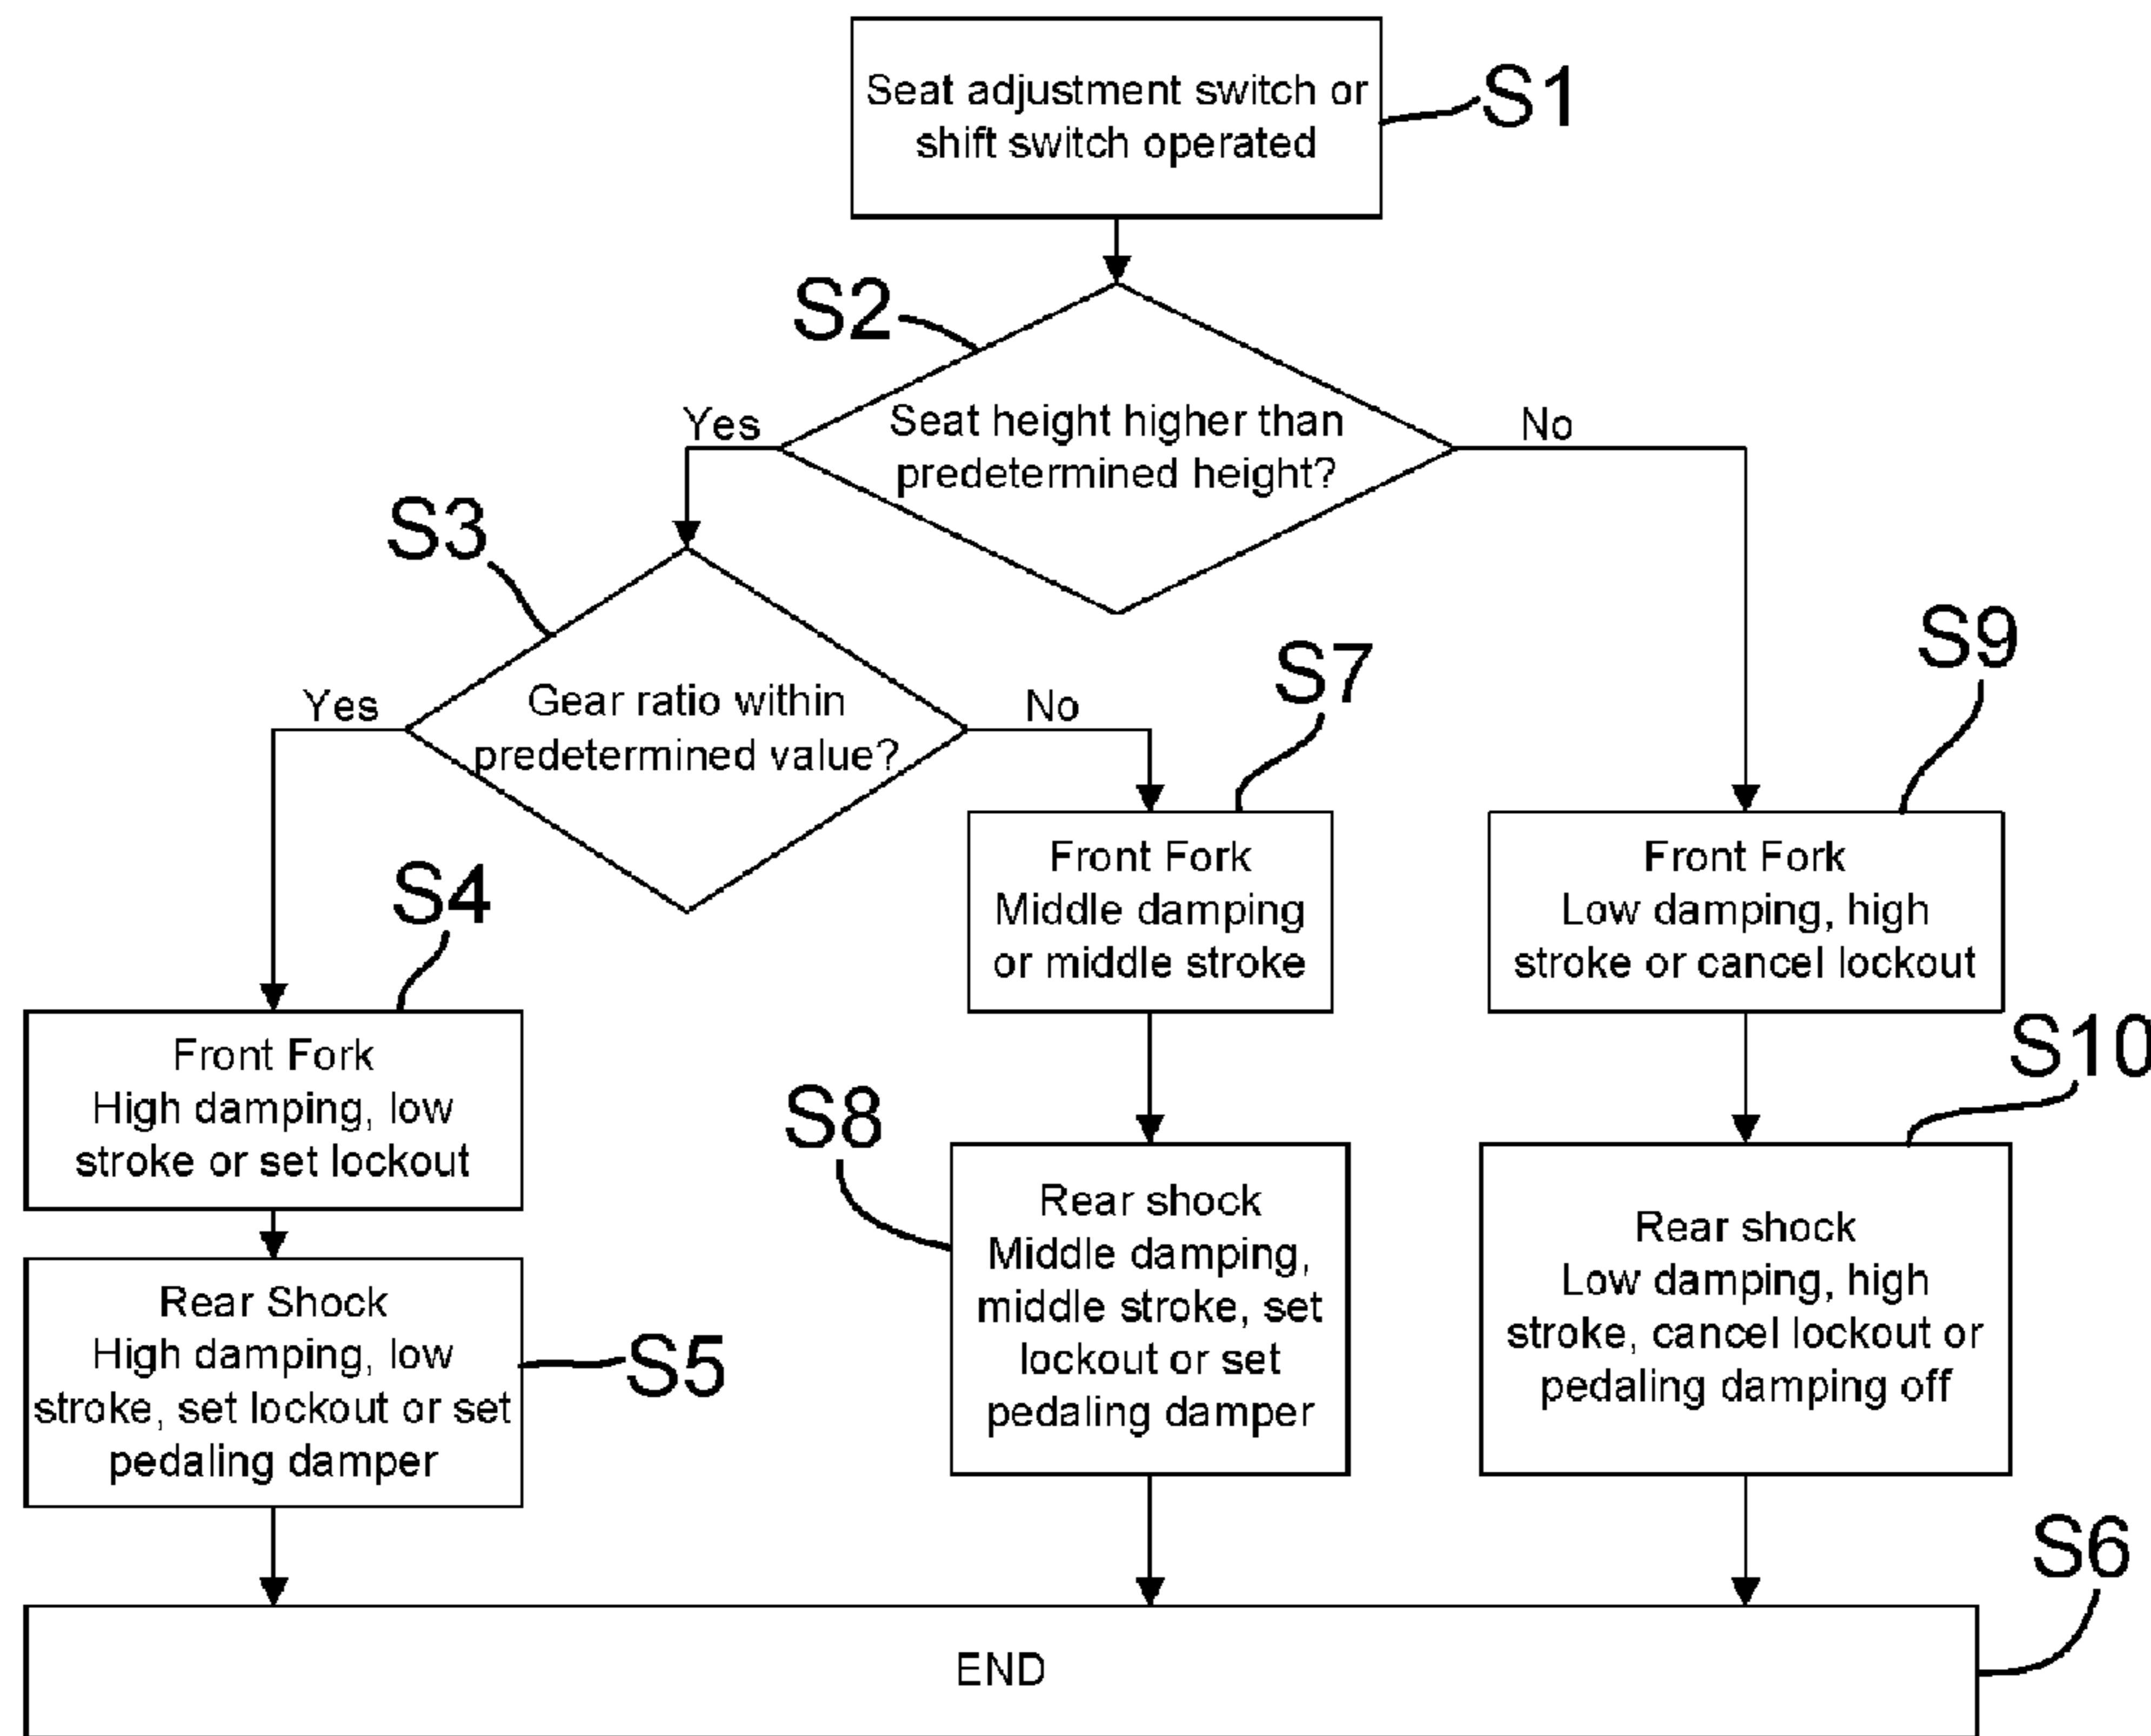 Seat adjustment switch or
shift switch operated
S1
S2
Yes
Seat height higher than
predetermined height?
No
S3
Yes
Gear ratio within
predetermined value?
No
S7
S9
Front Fork
Middle damping
or middle stroke
Front Fork
Low damping, high
stroke or cancel lockout
S4
Front Fork
High damping, low
stroke or set lockout
S8
Rear shock
Middle damping,
middle stroke, set
lockout or set
pedaling damper
S10
Rear shock
Low damping, high
stroke, cancel lockout or
pedaling damping off
Rear Shock
High damping, low
stroke, set lockout or set
pedaling damper
S5
S6
END